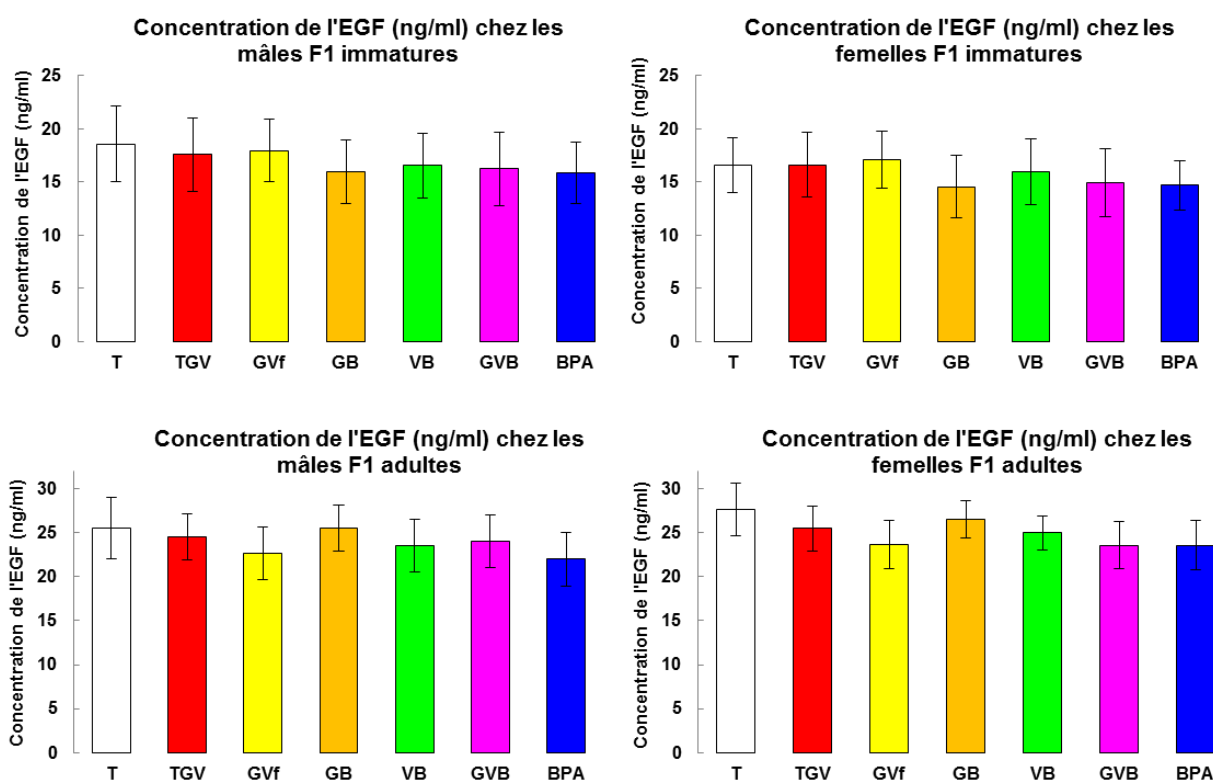 Concentration de l'EGF (ng/ml) chez les
mâles F1 immatures
Concentration de l'EGF (ng/ml)
25
20
15
10
5
0
T TGV GVf GB VB GVB BPA
Concentration de l'EGF (ng/ml) chez les
femelles F1 immatures
Concentration de l'EGF (ng/ml)
25
20
15
10
5
0
T TGV GVf GB VB GVB BPA
Concentration de l'EGF (ng/ml) chez les
mâles F1 adultes
Concentration de l'EGF (ng/ml)
30
25
20
15
10
5
0
T TGV GVf GB VB GVB BPA
Concentration de l'EGF (ng/ml) chez les
femelles F1 adultes
Concentration de l'EGF (ng/ml)
30
25
20
15
10
5
0
T TGV GVf GB VB GVB BPA